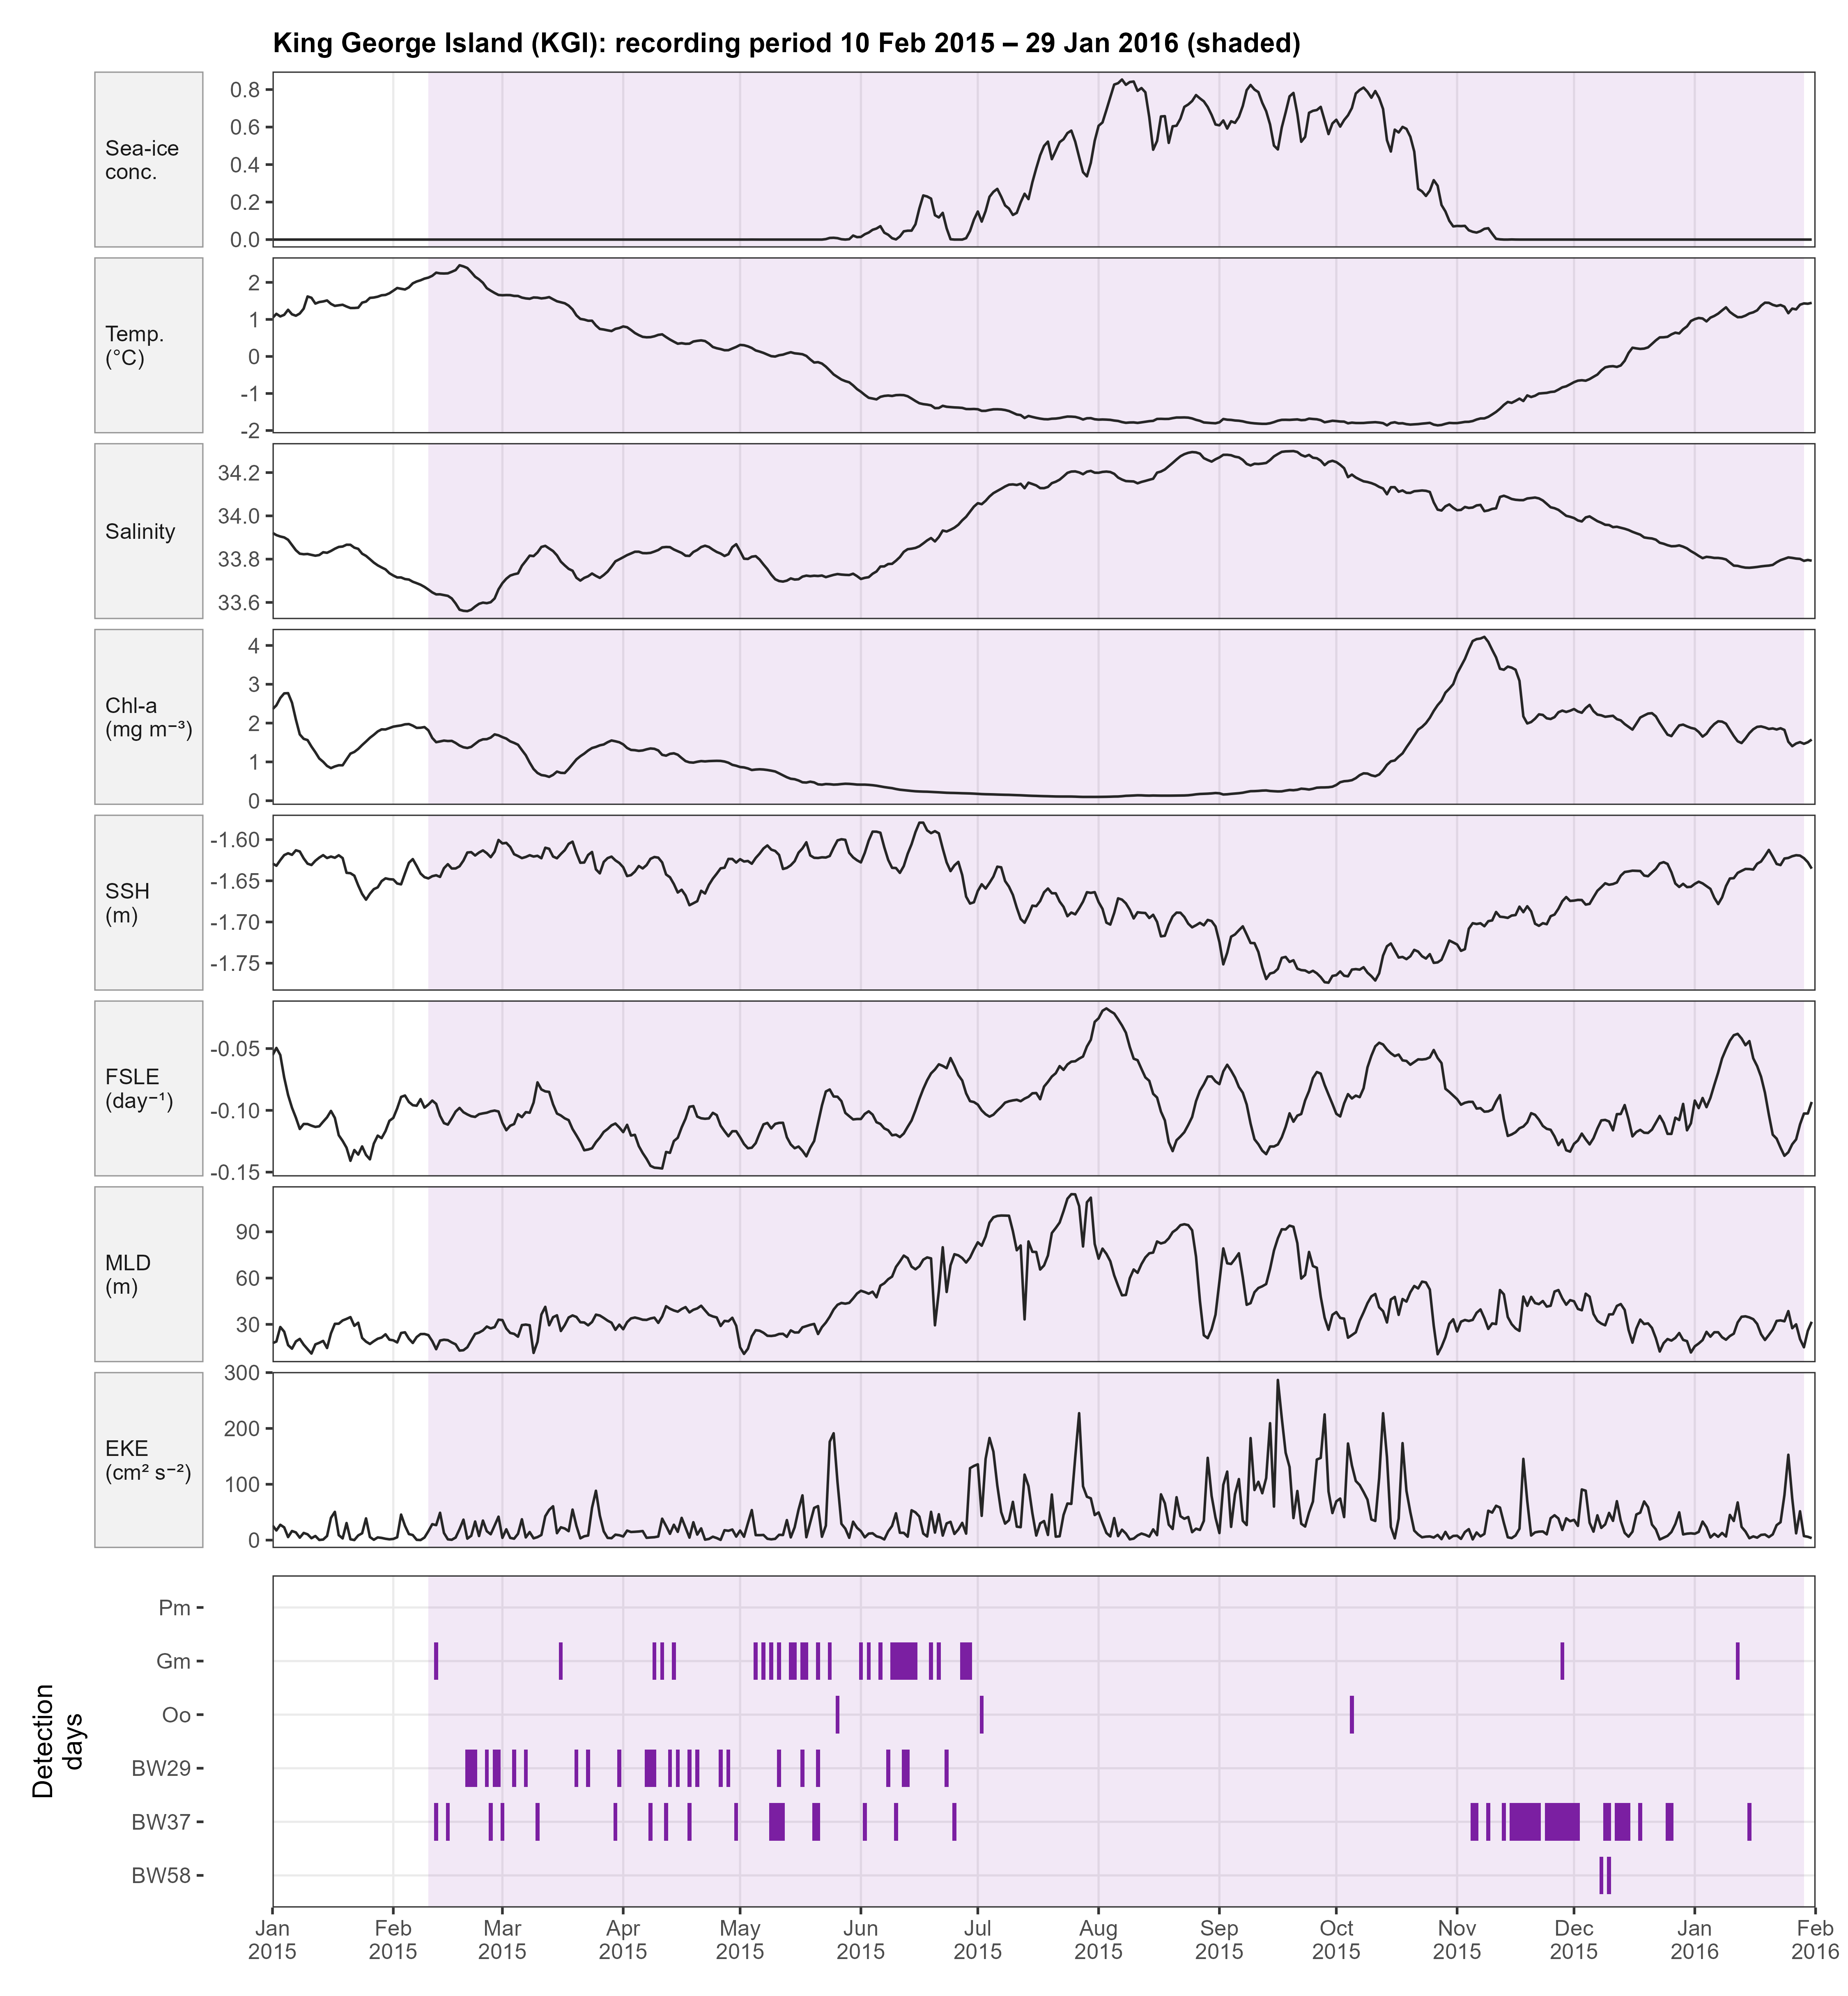 King George Island (KGI): recording period 10 Feb 2015 – 29 Jan 2016 (shaded)
Sea-ice
conc.
0.8
0.6
0.4
0.2
0.0
Temp.
(°C)
2
1
0
-1
-2
Salinity
34.2
34.0
33.8
33.6
Chl-a
(mg m⁻³)
4
3
2
1
0
SSH
(m)
-1.60
-1.65
-1.70
-1.75
FSLE
(day⁻¹)
-0.05
-0.10
-0.15
MLD
(m)
90
60
30
EKE
(cm² s⁻²)
300
200
100
0
Detection
days
Pm
Gm
Oo
BW29
BW37
BW58
Jan Feb Mar Apr May Jun Jul Aug Sep Oct Nov Dec Jan Feb
2015 2015 2015 2015 2015 2015 2015 2015 2015 2015 2015 2015 2016 2016